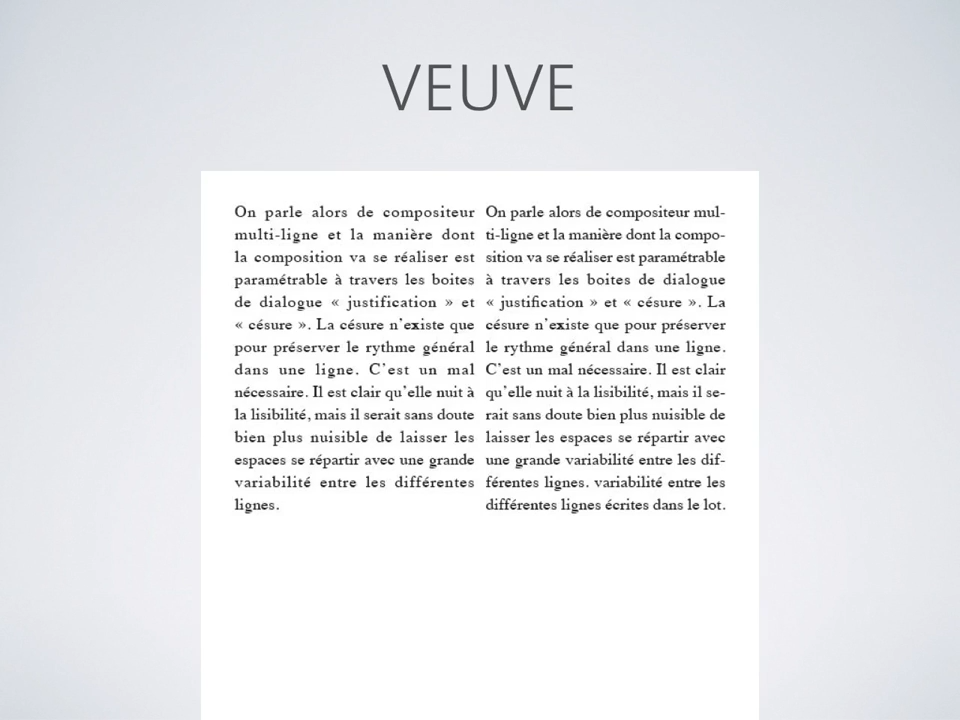 VEUVE
On parle alors de compositeur
multi-ligne et la manière dont
la composition va se réaliser est
paramétrable à travers les boites
de dialogue « justification » et
« césure ». La césure n’existe que
pour préserver le rythme général
dans une ligne. C’est un mal
nécessaire. Il est clair qu’elle nuit à
la lisibilité, mais il serait sans doute
bien plus nuisible de laisser les
espaces se répartir avec une grande
variabilité entre les différentes
lignes.
On parle alors de compositeur mul-
ti-ligne et la manière dont la compo-
sition va se réaliser est paramétrable
à travers les boites de dialogue
« justification » et « césure ». La
césure n’existe que pour préserver
le rythme général dans une ligne.
C’est un mal nécessaire. Il est clair
qu’elle nuit à la lisibilité, mais il se-
rait sans doute bien plus nuisible de
laisser les espaces se répartir avec
une grande variabilité entre les dif-
férentes lignes. variabilité entre les
différentes lignes écrites dans le lot.